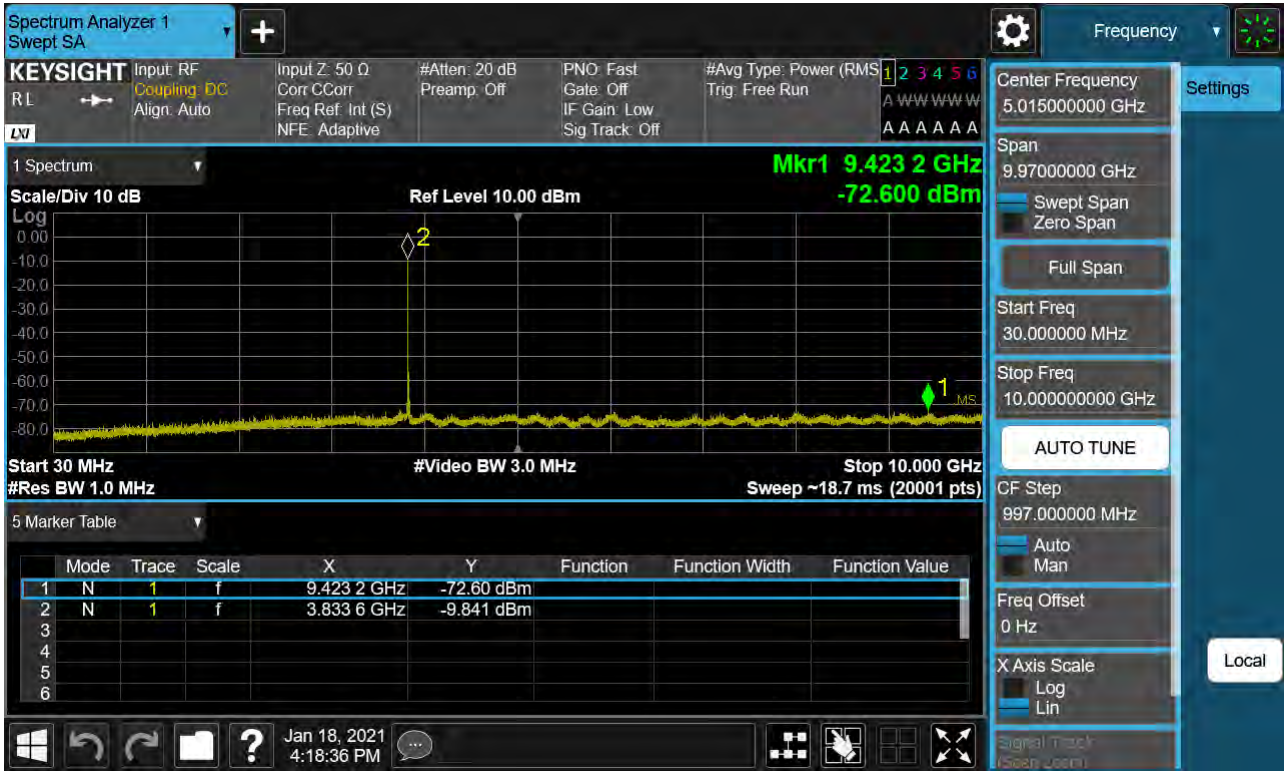 Spectrum Analyzer 1
Swept SA
Frequency
KEYSIGHT
RL
LXI
Input: RF
Coupling: DC
Align: Auto
Input Z: 50 Ω
Corr CCorr
Freq Ref: Int (S)
NFE: Adaptive
#Atten: 20 dB
Preamp: Off
PNO: Fast
Gate: Off
IF Gain: Low
Sig Track: Off
#Avg Type: Power (RMS
Trig: Free Run
1 2 3 4 5 6
A W W W W W
A A A A A A
1 Spectrum
Mkr1 9.423 2 GHz
Scale/Div 10 dB
Ref Level 10.00 dBm
-72.600 dBm
Log
0.00
-10.0
-20.0
-30.0
-40.0
-50.0
-60.0
-70.0
-80.0
2
1
MS
Start 30 MHz
#Video BW 3.0 MHz
Stop 10.000 GHz
#Res BW 1.0 MHz
Sweep ~18.7 ms (20001 pts)
5 Marker Table
Mode Trace Scale X Y Function Function Width Function Value
1 N 1 f 9.423 2 GHz -72.60 dBm
2 N 1 f 3.833 6 GHz -9.841 dBm
3
4
5
6
Jan 18, 2021
4:18:36 PM
Center Frequency
5.015000000 GHz
Span
9.97000000 GHz
Swept Span
Zero Span
Full Span
Start Freq
30.000000 MHz
Stop Freq
10.000000000 GHz
AUTO TUNE
CF Step
997.000000 MHz
Auto
Man
Freq Offset
0 Hz
X Axis Scale
Log
Lin
Signal Track
(Span Zoom)
Settings
Local